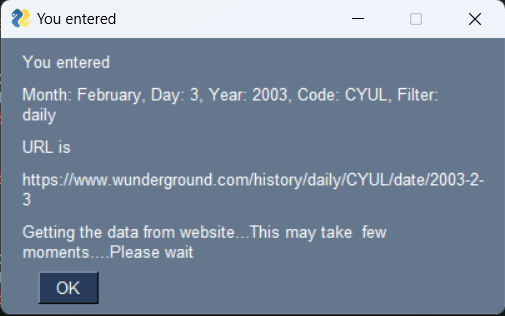 You entered
You entered
Month: February, Day: 3, Year: 2003, Code: CYUL, Filter:
daily
URL is
https://www.wunderground.com/history/daily/CYUL/date/2003-2-
3
Getting the data from website...This may take  few
moments....Please wait
OK